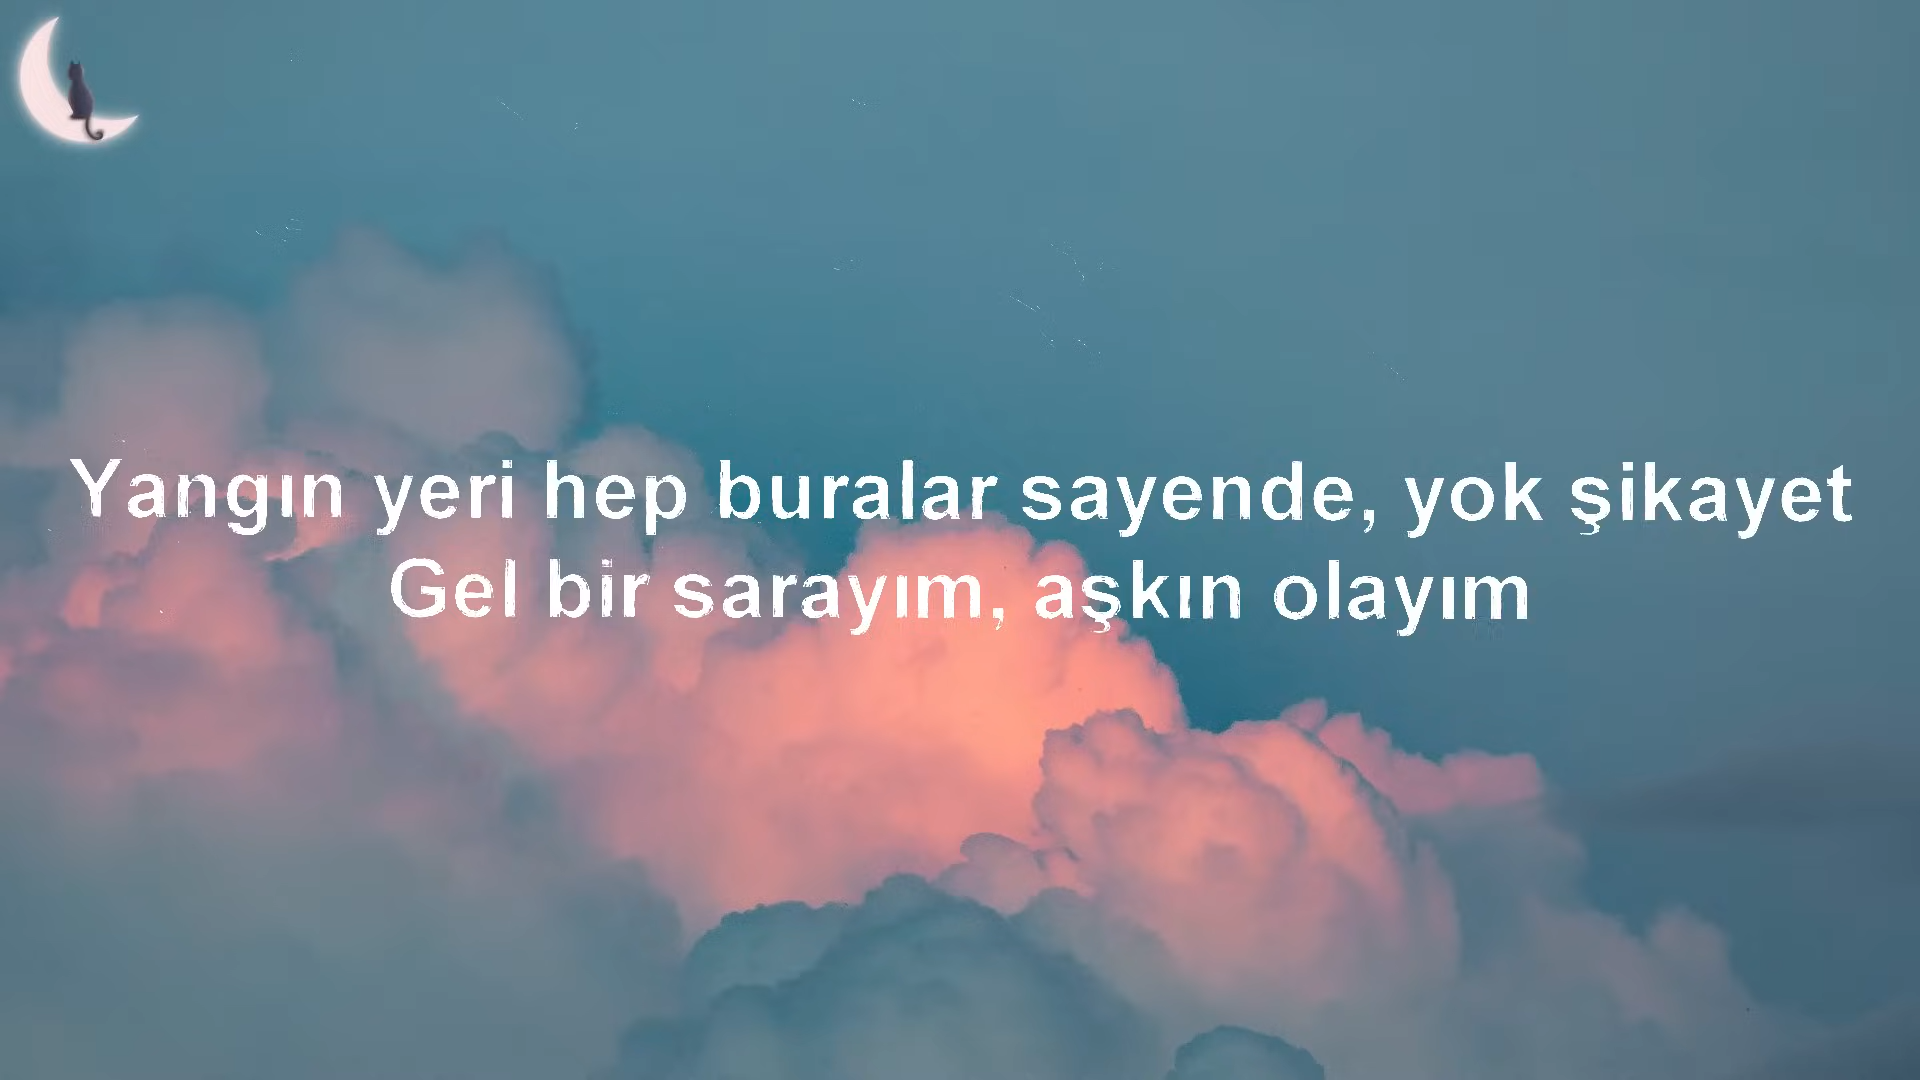 Yangın yeri hep buralar sayende, yok şikayet
Gel bir sarayım, aşkın olayım